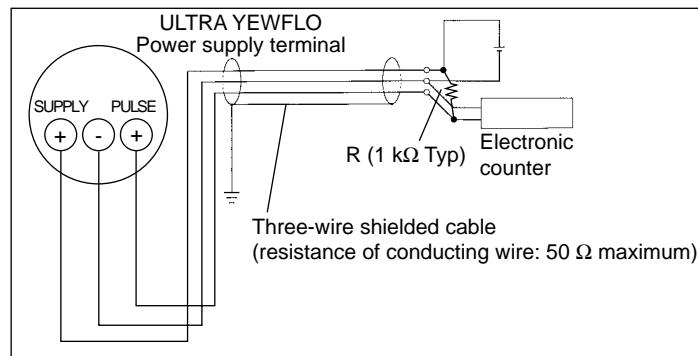 ULTRA YEWFLO
Power supply terminal
SUPPLY PULSE
+ - +
R (1 kΩ Typ)
Electronic
counter
Three-wire shielded cable
(resistance of conducting wire: 50 Ω maximum)